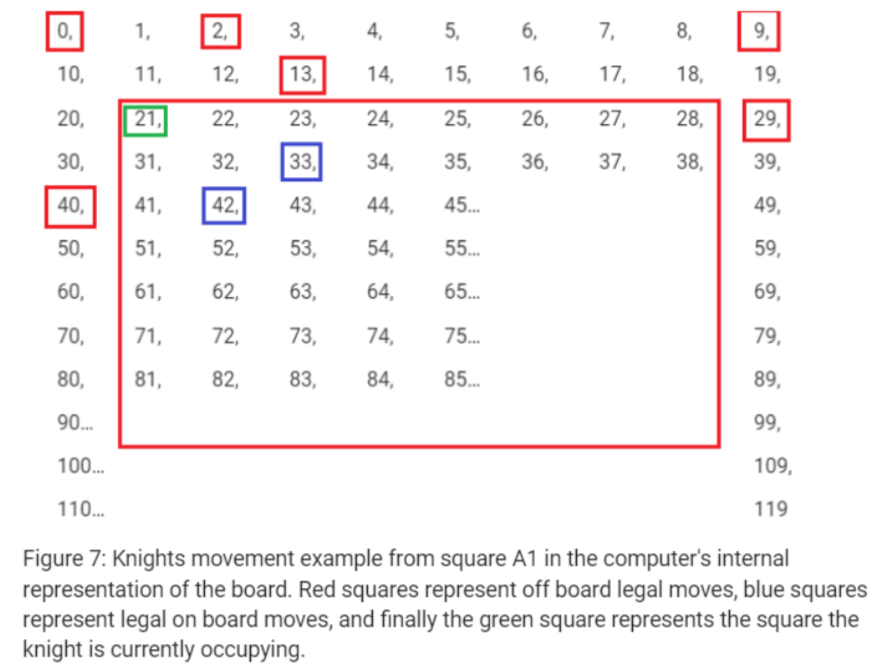 0, 1, 2, 3, 4, 5, 6, 7, 8, 9,
10, 11, 12, 13, 14, 15, 16, 17, 18, 19,
20, 21, 22, 23, 24, 25, 26, 27, 28, 29,
30, 31, 32, 33, 34, 35, 36, 37, 38, 39,
40, 41, 42, 43, 44, 45... 49,
50, 51, 52, 53, 54, 55... 59,
60, 61, 62, 63, 64, 65... 69,
70, 71, 72, 73, 74, 75... 79,
80, 81, 82, 83, 84, 85... 89,
90... 99,
100... 109,
110... 119
Figure 7: Knights movement example from square A1 in the computer's internal
representation of the board. Red squares represent off board legal moves, blue squares
represent legal on board moves, and finally the green square represents the square the
knight is currently occupying.